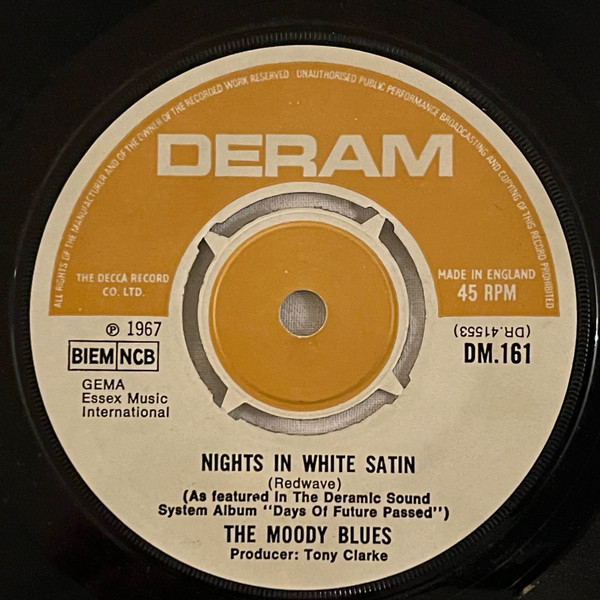 ALL RIGHTS OF THE MANUFACTURER AND OF THE OWNER OF THE RECORDED WORK RESERVED UNAUTHORISED PUBLIC PERFORMANCE BROADCASTING AND COPYING OF THIS RECORD PROHIBITED
DERAM
THE DECCA RECORD
CO. LTD.
MADE IN ENGLAND
45 RPM
℗ 1967
(DR.41553)
BIEM NCB
DM.161
GEMA
Essex Music
International
NIGHTS IN WHITE SATIN
(Redwave)
(As featured in The Deramic Sound
System Album "Days Of Future Passed")
THE MOODY BLUES
Producer: Tony Clarke